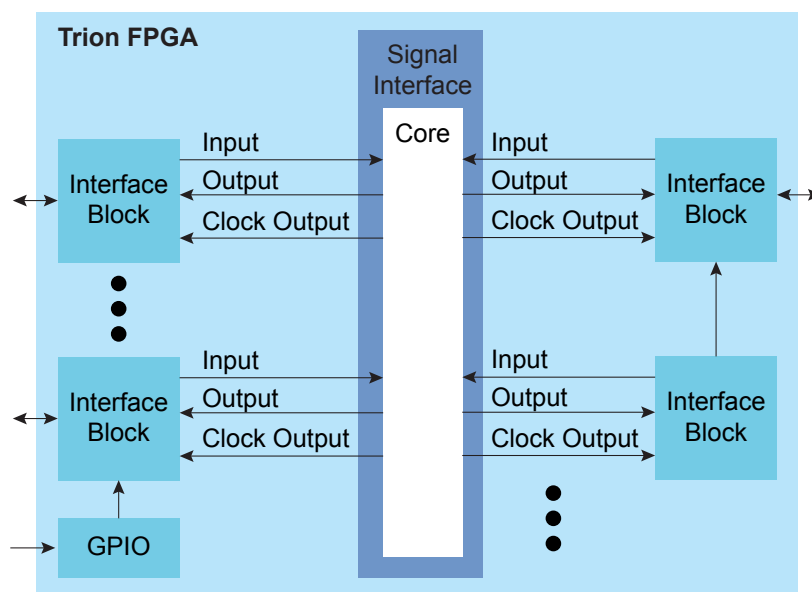 Trion FPGA
Signal
Interface
Core
Interface
Block
Input
Output
Clock Output
Input
Output
Clock Output
Interface
Block
Interface
Block
Input
Output
Clock Output
Input
Output
Clock Output
Interface
Block
GPIO